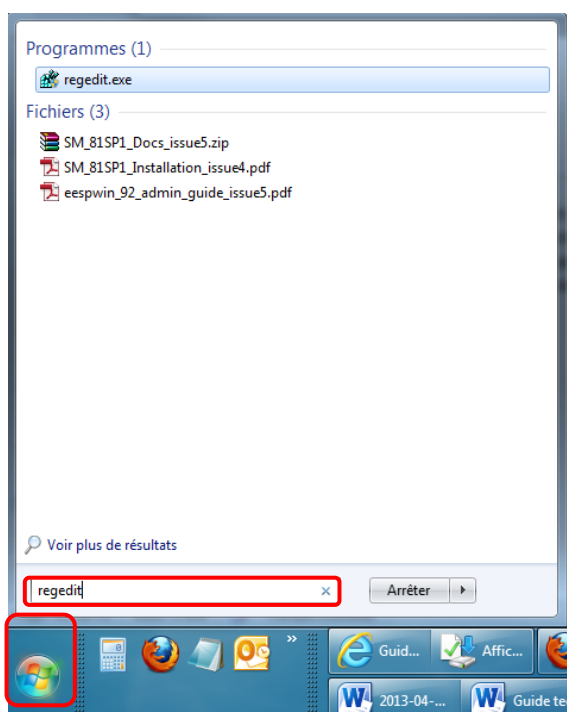 Programmes (1)
regedit.exe
Fichiers (3)
SM_81SP1_Docs_issue5.zip
SM_81SP1_Installation_issue4.pdf
eespwin_92_admin_guide_issue5.pdf
Voir plus de résultats
regedit
Arrêter
Guid... Affic...
2013-04-... Guide te